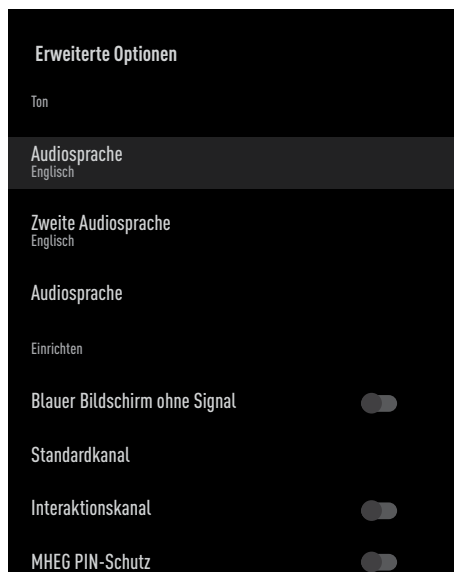 Erweiterte Optionen
Ton
Audiosprache
Englisch
Zweite Audiosprache
Englisch
Audiosprache
Einrichten
Blauer Bildschirm ohne Signal
Standardkanal
Interaktionskanal
MHEG PIN-Schutz